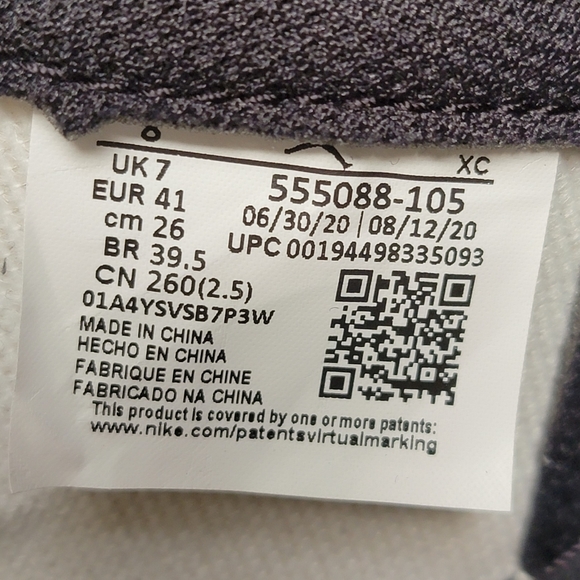 XC
UK 7
EUR 41
cm 26
BR 39.5
CN 260(2.5)
01A4YSVSB7P3W
555088-105
06/30/20 | 08/12/20
UPC 00194498335093
MADE IN CHINA
HECHO EN CHINA
FABRIQUE EN CHINE
FABRICADO NA CHINA
This product is covered by one or more patents:
www.nike.com/patentsvirtualmarking